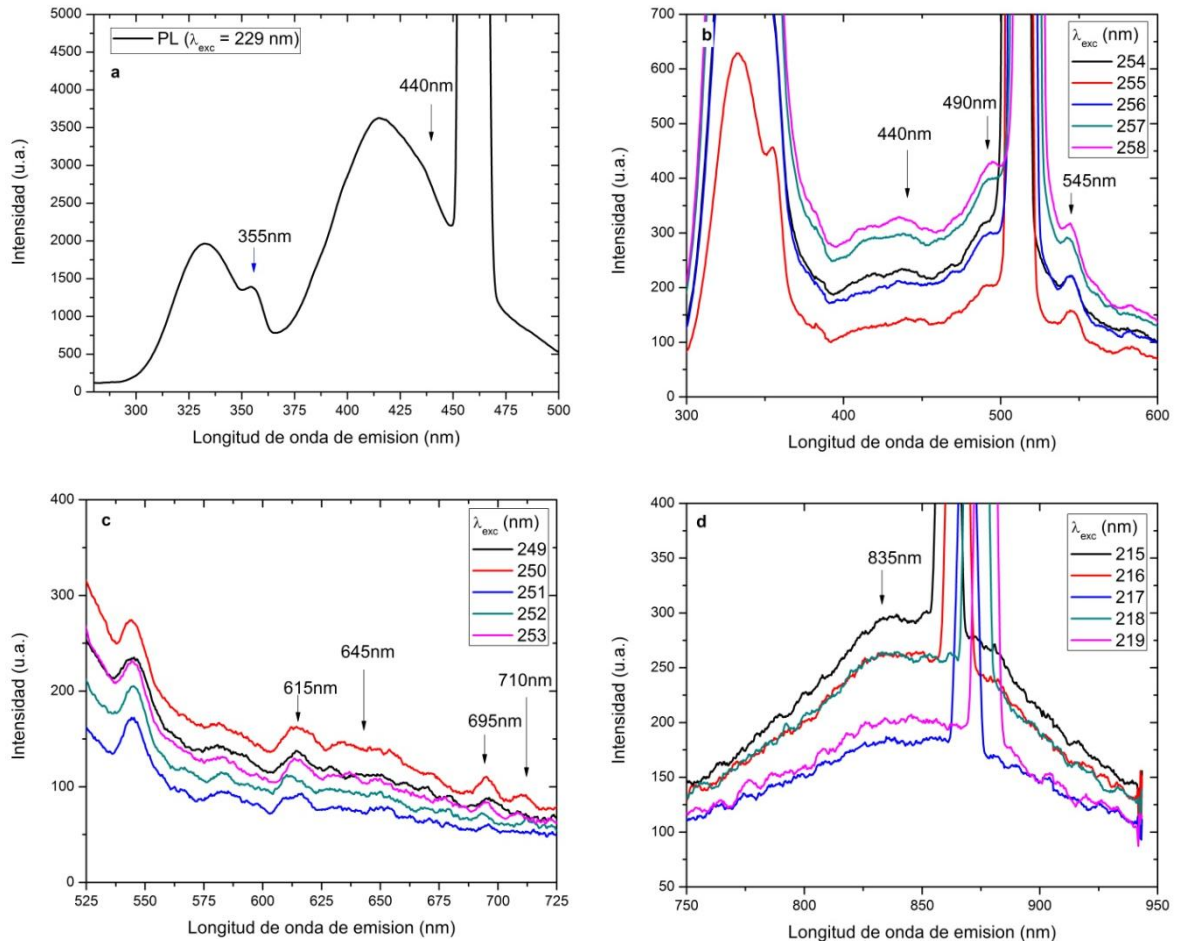 PL (λexc = 229 nm)
a
355nm
440nm
5000
4500
4000
3500
3000
2500
2000
1500
1000
500
0
300 325 350 375 400 425 450 475 500
Intensidad (u.a.)
Longitud de onda de emision (nm)
b
λexc (nm)
254
255
256
257
258
440nm
490nm
545nm
700
600
500
400
300
200
100
0
300 400 500 600
Intensidad (u.a.)
Longitud de onda de emision (nm)
c
λexc (nm)
249
250
251
252
253
615nm
645nm
695nm
710nm
400
300
200
100
0
525 550 575 600 625 650 675 700 725
Intensidad (u.a.)
Longitud de onda de emision (nm)
d
λexc (nm)
215
216
217
218
219
835nm
400
350
300
250
200
150
100
50
750 800 850 900 950
Intensidad (u.a.)
Longitud de onda de emision (nm)